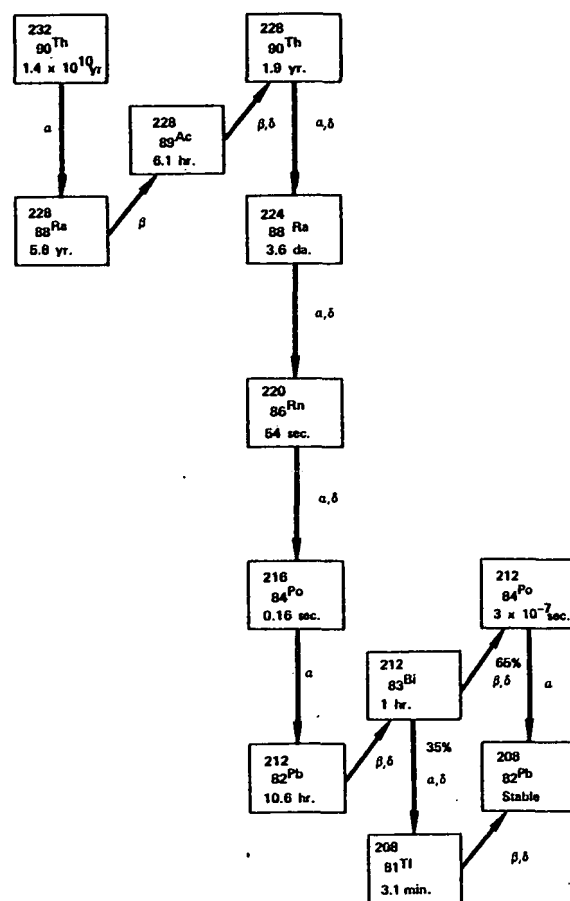 232
90Th
1.4 x 10^10 yr
228
90Th
1.9 yr.
α
228
89Ac
6.1 hr.
β,δ
α,δ
228
88Ra
5.8 yr.
β
224
88 Ra
3.6 da.
α,δ
220
86Rn
54 sec.
α,δ
216
84Po
0.16 sec.
212
84Po
3 x 10^-7 sec.
α
212
83Bi
1 hr.
65%
β,δ
α
212
82Pb
10.6 hr.
β,δ
35%
α,δ
208
82Pb
Stable
208
81Tl
3.1 min.
β,δ